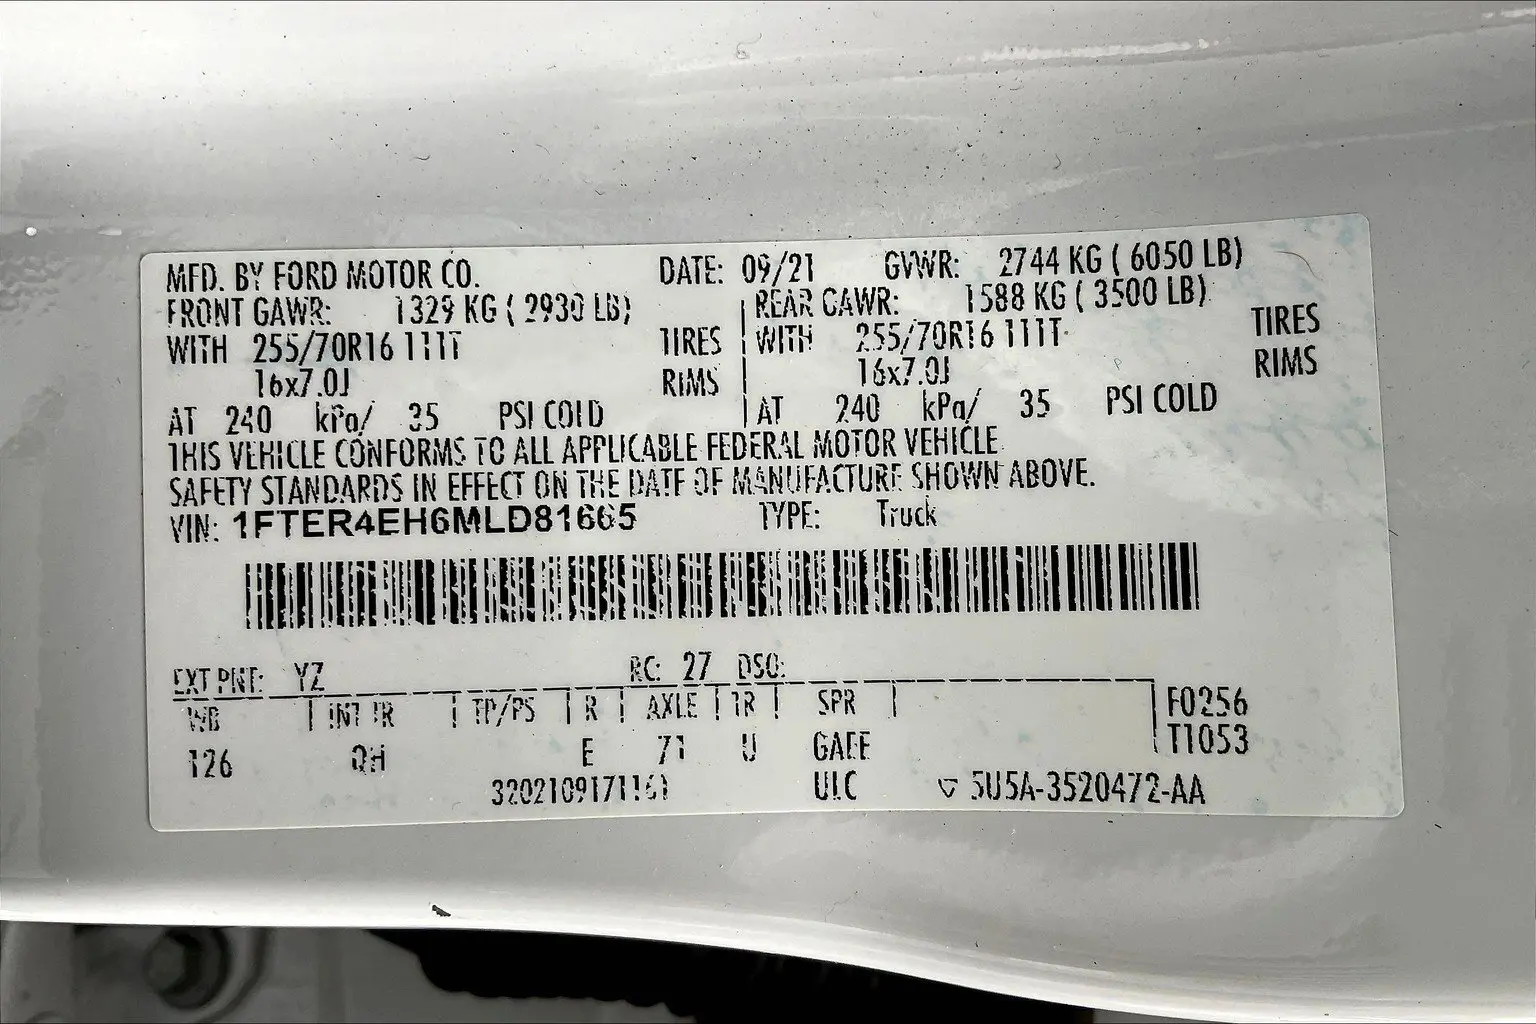 MFD. BY FORD MOTOR CO. DATE: 09/21 GVWR: 2744 KG ( 6050 LB)
FRONT GAWR: 1329 KG ( 2930 LB) REAR GAWR: 1588 KG ( 3500 LB)
WITH 255/70R16 111T TIRES WITH 255/70R16 111T TIRES
16x7.0J RIMS 16x7.0J RIMS
AT 240 kPa/ 35 PSI COLD AT 240 kPa/ 35 PSI COLD
THIS VEHICLE CONFORMS TO ALL APPLICABLE FEDERAL MOTOR VEHICLE
SAFETY STANDARDS IN EFFECT ON THE DATE OF MANUFACTURE SHOWN ABOVE.
VIN: 1FTER4EH6MLD81665 TYPE: Truck
EXT PNT: YZ RC: 27 DSO:
WB INT TR TP/PS R AXLE TR SPR F0256
T1053
126 QH E 71 U GAEE
ULC 5U5A-3520472-AA